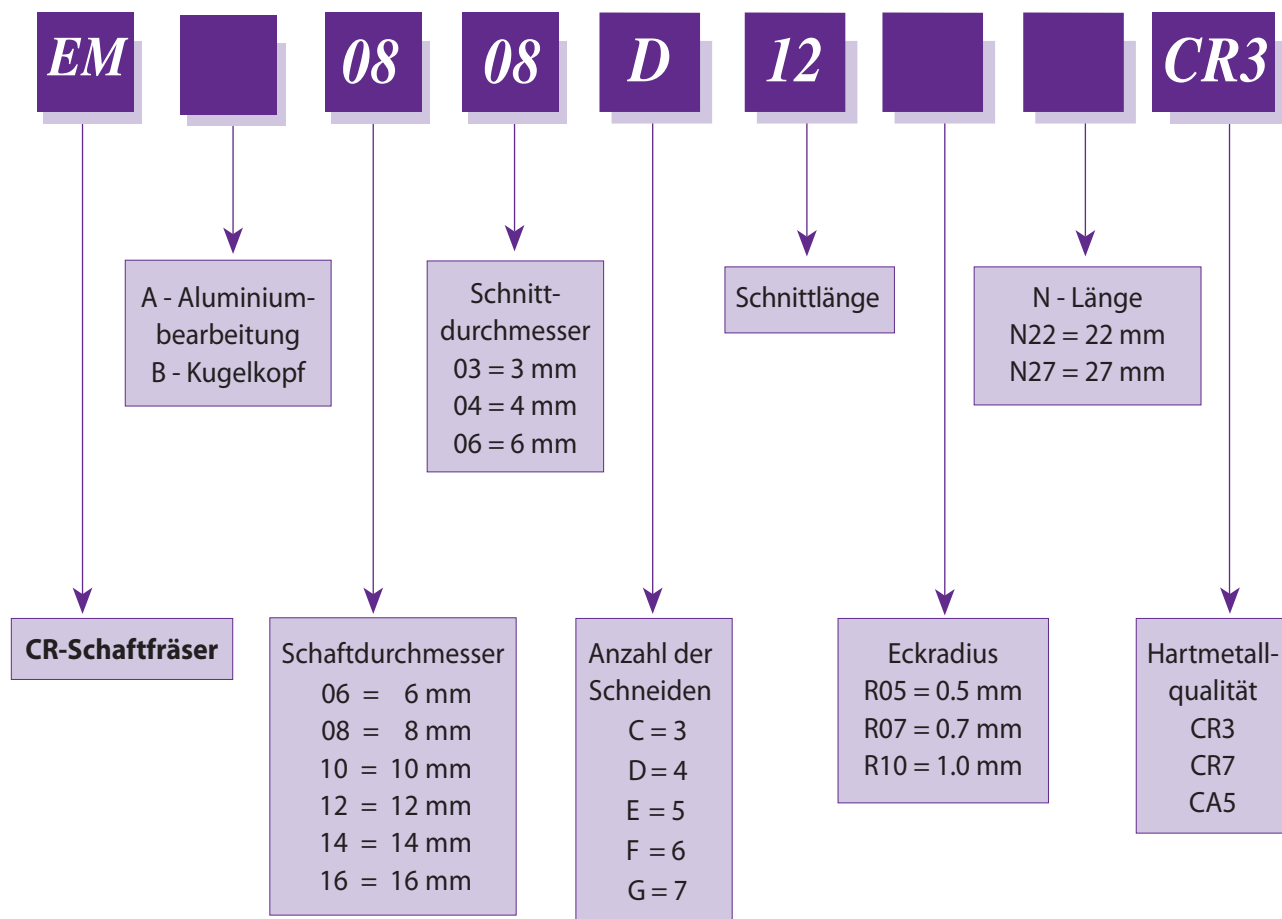 EM 08 08 D 12 CR3
A - Aluminium-
bearbeitung
B - Kugelkopf
Schnitt-
durchmesser
03 = 3 mm
04 = 4 mm
06 = 6 mm
Schnittlänge
N - Länge
N22 = 22 mm
N27 = 27 mm
CR-Schaftfräser
Schaftdurchmesser
06 = 6 mm
08 = 8 mm
10 = 10 mm
12 = 12 mm
14 = 14 mm
16 = 16 mm
Anzahl der
Schneiden
C = 3
D = 4
E = 5
F = 6
G = 7
Eckradius
R05 = 0.5 mm
R07 = 0.7 mm
R10 = 1.0 mm
Hartmetall-
qualität
CR3
CR7
CA5